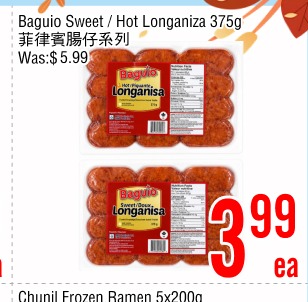 Baguio Sweet / Hot Longaniza 375g
菲律賓腸仔系列
Was:$5.99
Baguio
Hot/Piquante
Longanisa
Baguio
Sweet/Doux
Longanisa
3 99
ea
Chunil Frozen Ramen 5x200g